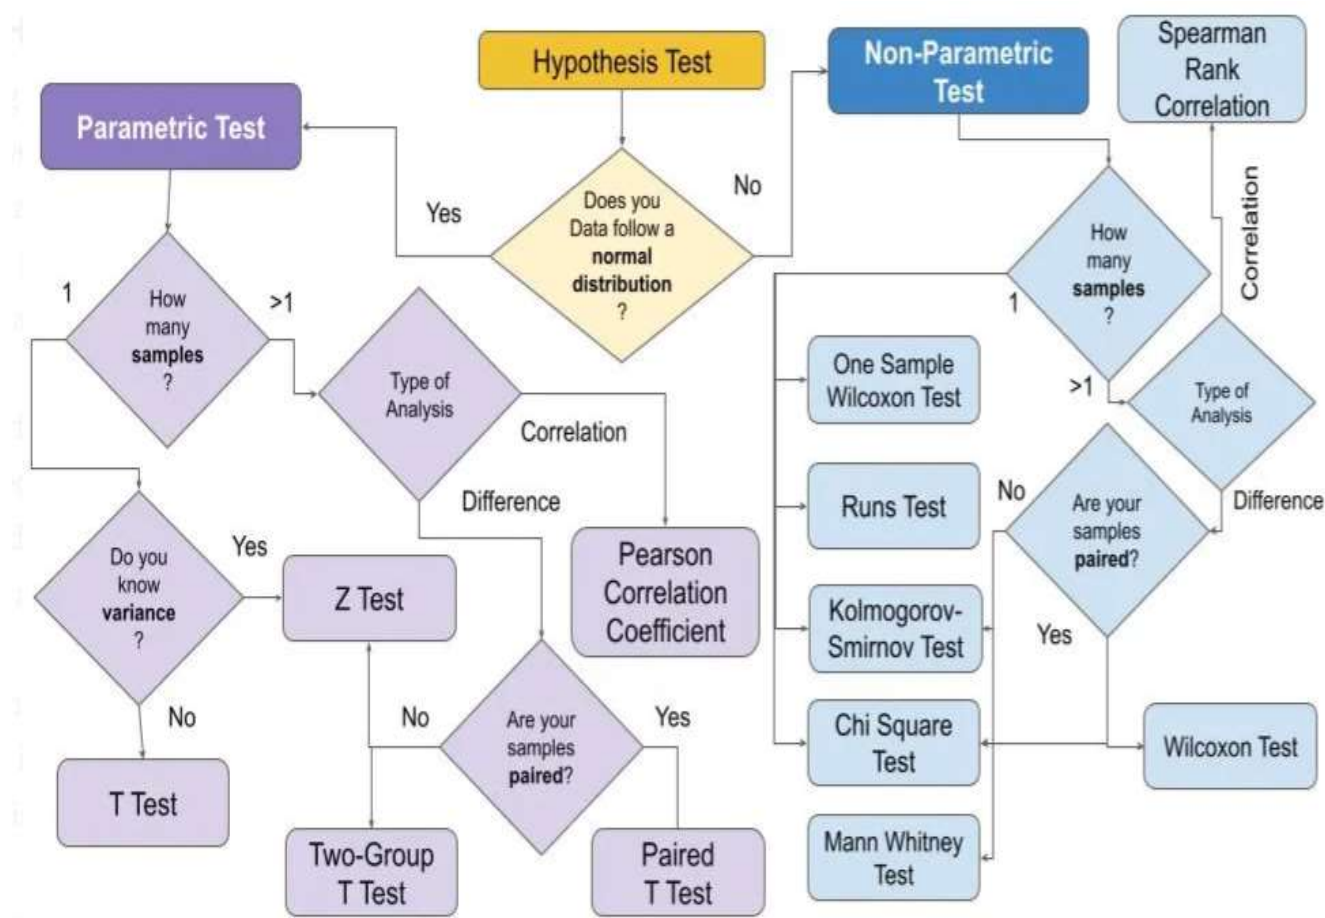 Hypothesis Test
Does you
Data follow a
normal
distribution
?
Yes
No
Parametric Test
How
many
samples
?
1
>1
Do you
know
variance
?
Yes
No
Z Test
T Test
Type of
Analysis
Correlation
Difference
Pearson
Correlation
Coefficient
Are your
samples
paired?
No
Yes
Two-Group
T Test
Paired
T Test
Non-Parametric
Test
How
many
samples
?
1
>1
One Sample
Wilcoxon Test
Runs Test
Kolmogorov-
Smirnov Test
Chi Square
Test
Mann Whitney
Test
Type of
Analysis
Correlation
Difference
Spearman
Rank
Correlation
Are your
samples
paired?
No
Yes
Wilcoxon Test